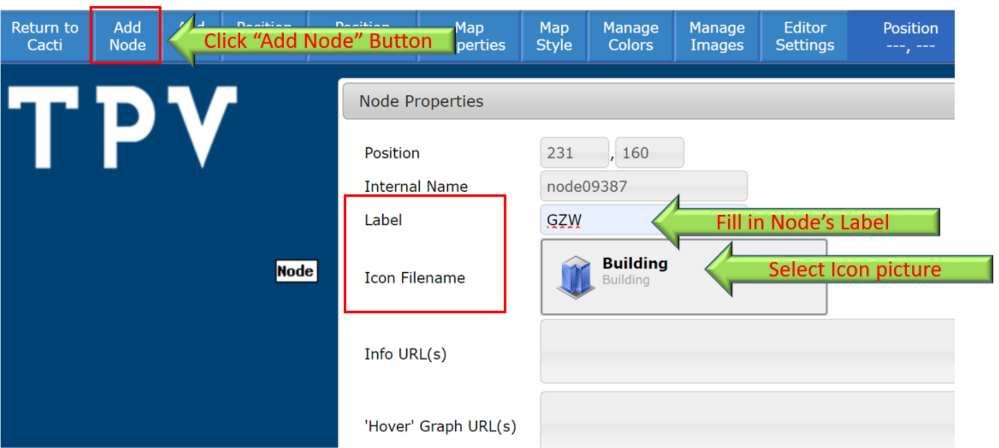 Return to Cacti
Add Node
Click “Add Node” Button
Map
Map Style
Manage Colors
Manage Images
Editor Settings
Position ---, ---
TPV
Node Properties
Position 231 , 160
Internal Name node09387
Label GZW
Fill in Node’s Label
Node
Icon Filename
Building
Building
Select Icon picture
Info URL(s)
'Hover' Graph URL(s)